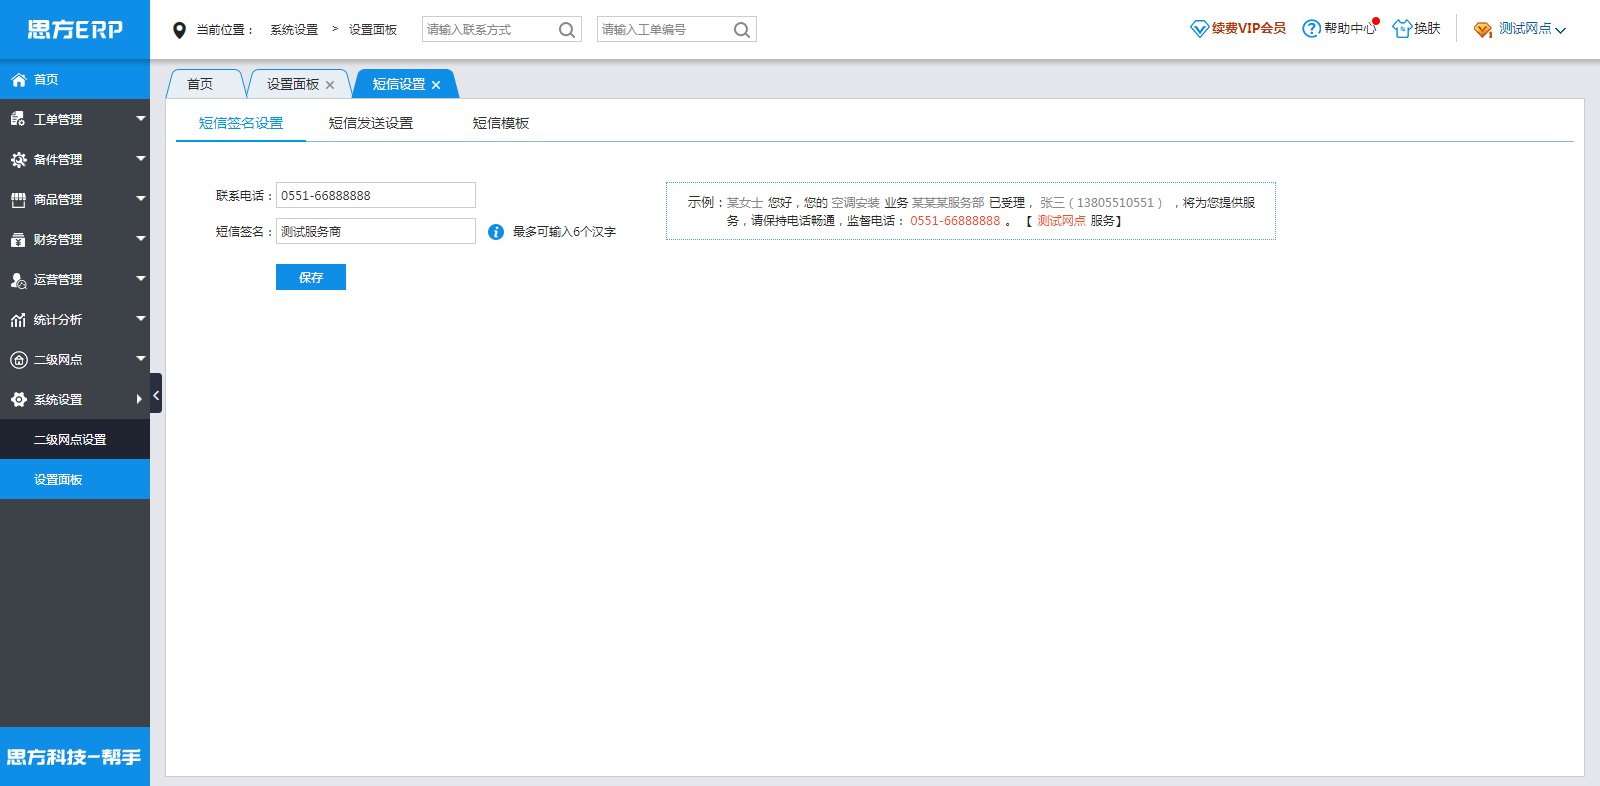 思方ERP
当前位置： 系统设置 > 设置面板 请输入联系方式 请输入工单编号 续费VIP会员 帮助中心 换肤 测试网点
首页
工单管理
备件管理
商品管理
财务管理
运营管理
统计分析
二级网点
系统设置
二级网点设置
设置面板
思方科技-帮手
首页 设置面板 × 短信设置 ×
短信签名设置 短信发送设置 短信模板
联系电话： 0551-66888888
短信签名： 测试服务商 最多可输入6个汉字
保存
示例：某女士 您好，您的 空调安装 业务 某某某服务部 已受理， 张三（13805510551） ，将为您提供服
务，请保持电话畅通，监督电话： 0551-66888888 。 【 测试网点 服务】